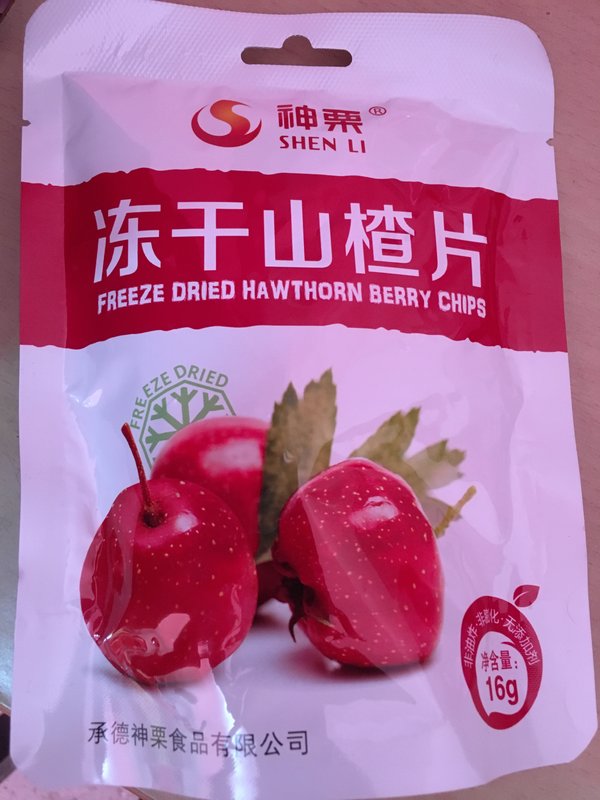 神栗®
SHEN LI
冻干山楂片
FREEZE DRIED HAWTHORN BERRY CHIPS
FREEZE DRIED
非油炸·非膨化·无添加剂
净含量:
16g
承德神栗食品有限公司